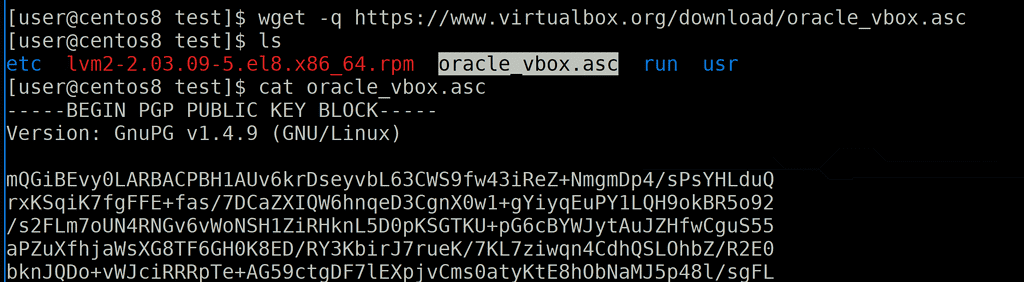 [user@centos8 test]$ wget -q https://www.virtualbox.org/download/oracle_vbox.asc
[user@centos8 test]$ ls
etc  lvm2-2.03.09-5.el8.x86_64.rpm  oracle_vbox.asc  run  usr
[user@centos8 test]$ cat oracle_vbox.asc
-----BEGIN PGP PUBLIC KEY BLOCK-----
Version: GnuPG v1.4.9 (GNU/Linux)

mQGiBEvy0LARBACPBH1AUv6krDseyvbL63CWS9fw43iReZ+NmgmDp4/sPsYHLduQ
rxKSqiK7fgFFE+fas/7DCaZXIQW6hnqeD3CgnX0w1+gYiyqEuPY1LQH9okBR5o92
/s2FLm7oUN4RNGv6vWoNSH1ZiRHknL5D0pKSGTKU+pG6cBYWJytAuJZHfwCguS55
aPZuXfhjaWsXG8TF6GH0K8ED/RY3KbirJ7rueK/7KL7ziwqn4CdhQSLOhbZ/R2E0
bknJQDo+vWJciRRRpTe+AG59ctgDF7lEXpjvCms0atyKtE8hObNaMJ5p48l/sgFL